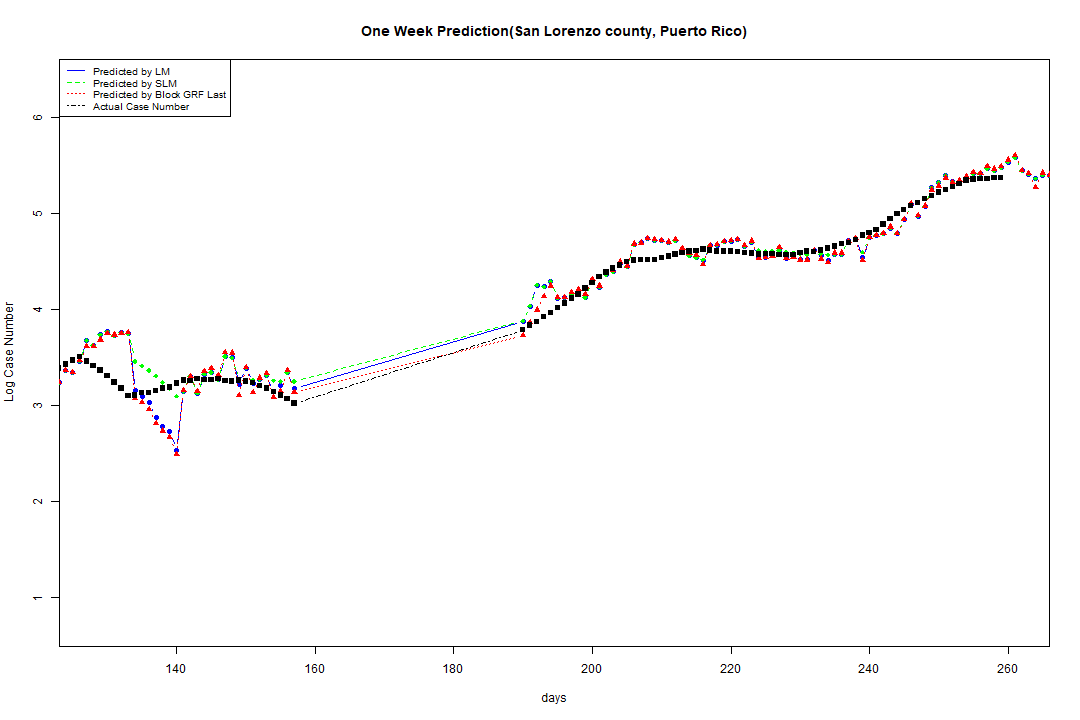 One Week Prediction(San Lorenzo county, Puerto Rico)
Predicted by LM
Predicted by SLM
Predicted by Block GRF Last
Actual Case Number
Log Case Number
6
5
4
3
2
1
140 160 180 200 220 240 260
days